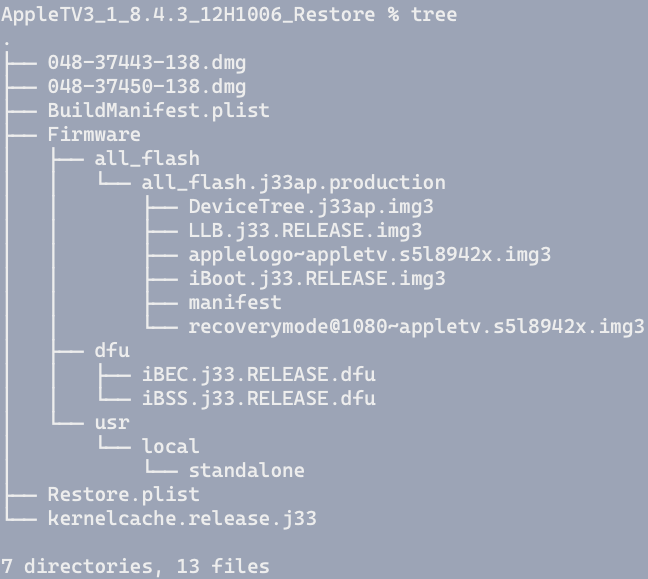 AppleTV3_1_8.4.3_12H1006_Restore % tree
.
├── 048-37443-138.dmg
├── 048-37450-138.dmg
├── BuildManifest.plist
├── Firmware
│   ├── all_flash
│   │   └── all_flash.j33ap.production
│   │       ├── DeviceTree.j33ap.img3
│   │       ├── LLB.j33.RELEASE.img3
│   │       ├── applelogo~appletv.s5l8942x.img3
│   │       ├── iBoot.j33.RELEASE.img3
│   │       ├── manifest
│   │       └── recoverymode@1080~appletv.s5l8942x.img3
│   ├── dfu
│   │   ├── iBEC.j33.RELEASE.dfu
│   │   └── iBSS.j33.RELEASE.dfu
│   └── usr
│       └── local
│           └── standalone
├── Restore.plist
└── kernelcache.release.j33
7 directories, 13 files